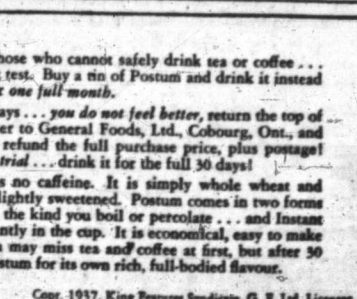 hose who cannot safely drink tea or coffee ...
test. Buy a tin of Postum and drink it instead
one full month.
ays ... you do not feel better, return the top of
er to General Foods, Ltd., Cobourg, Ont., and
refund the full purchase price, plus postage!
trial ... drink it for the full 30 days!
s no caffeine. It is simply whole wheat and
lightly sweetened. Postum comes in two forms
the kind you boil or percolate ... and Instant
ntly in the cup. It is economical, easy to make
may miss tea and coffee at first, but after 30
stum for its own rich, full-bodied flavour.
Copr. 1937, King Features Syndicate, G. F. Ltd.